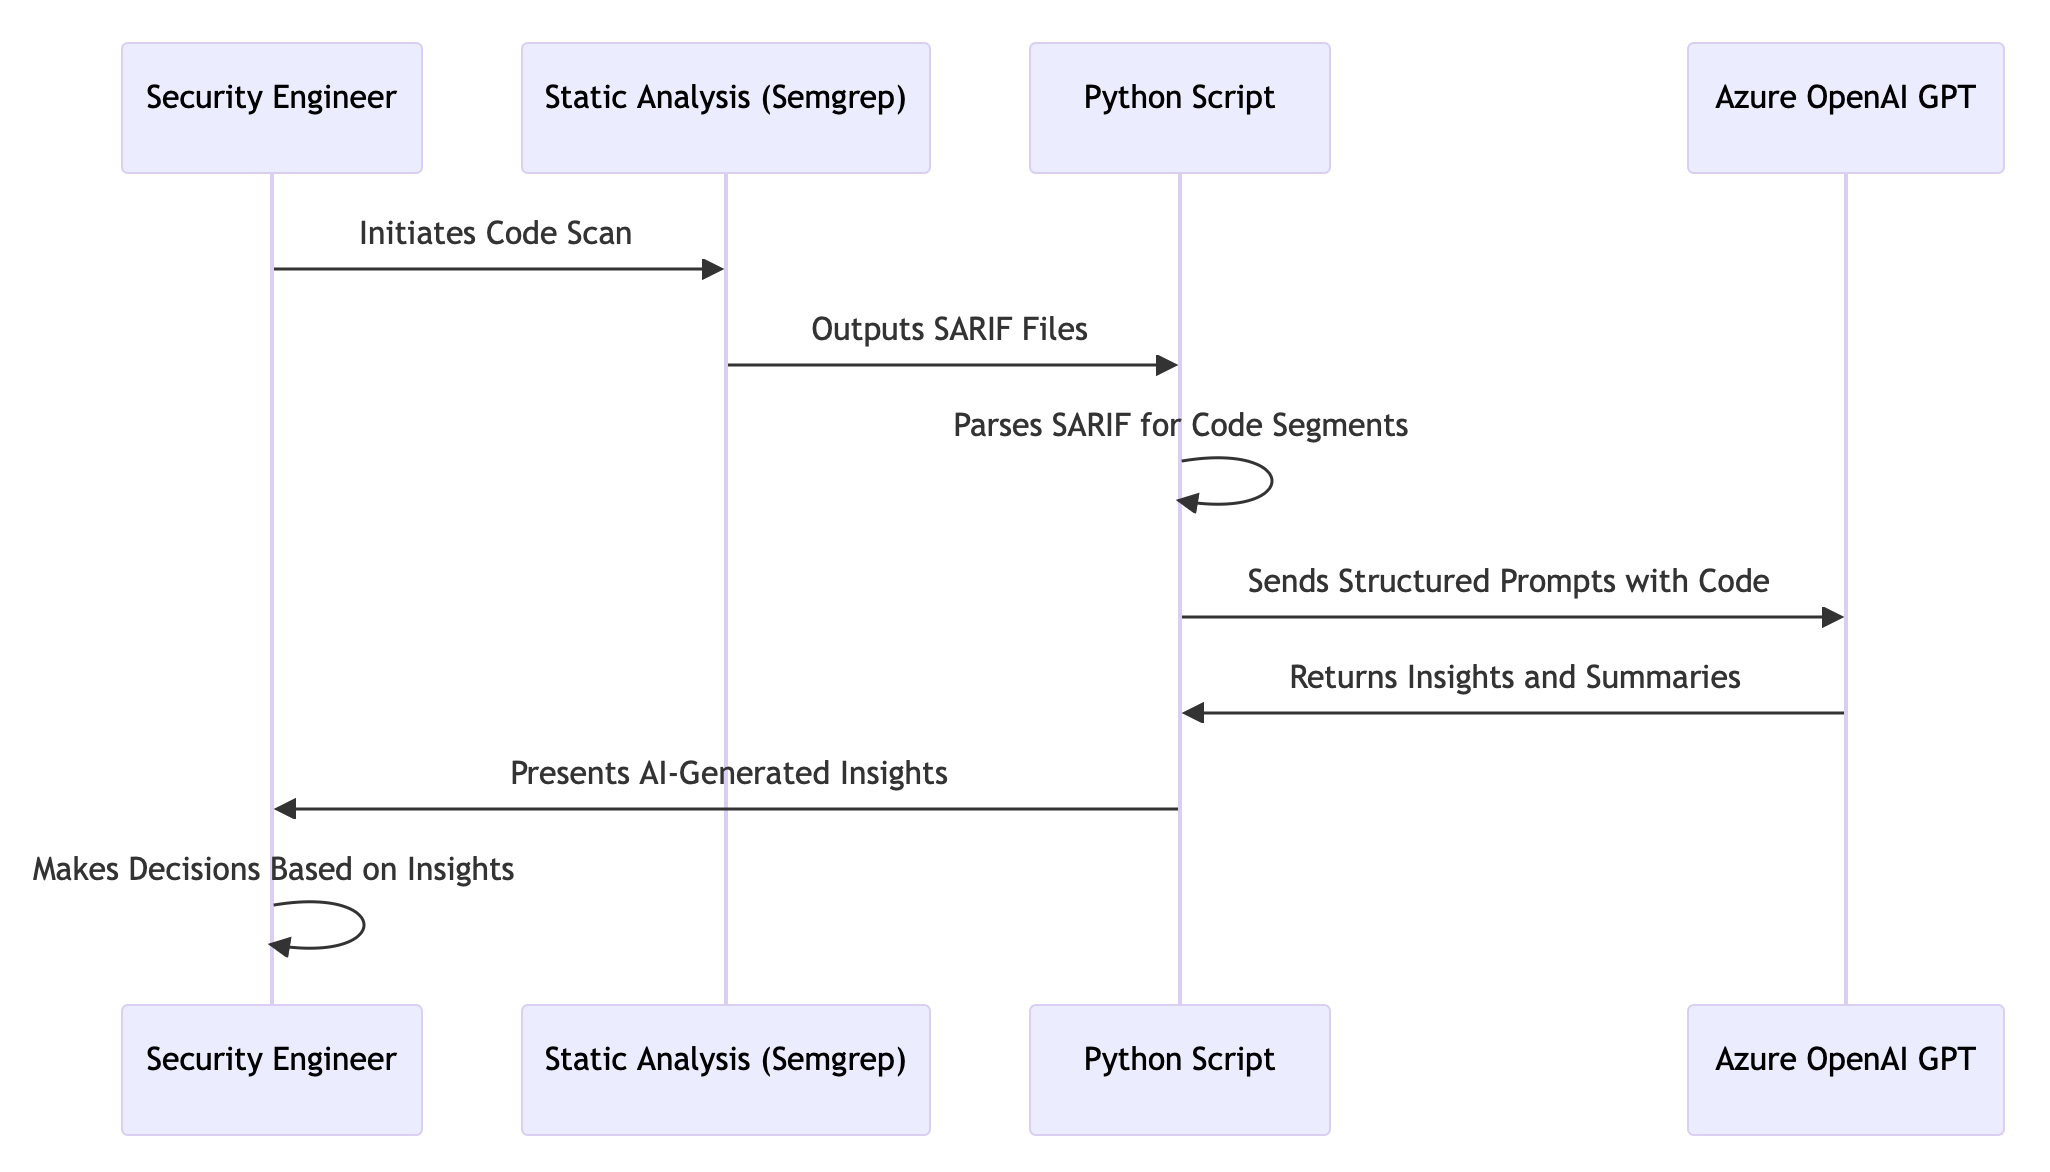 Security Engineer
Static Analysis (Semgrep)
Python Script
Azure OpenAI GPT
Initiates Code Scan
Outputs SARIF Files
Parses SARIF for Code Segments
Sends Structured Prompts with Code
Returns Insights and Summaries
Presents AI-Generated Insights
Makes Decisions Based on Insights
Security Engineer
Static Analysis (Semgrep)
Python Script
Azure OpenAI GPT